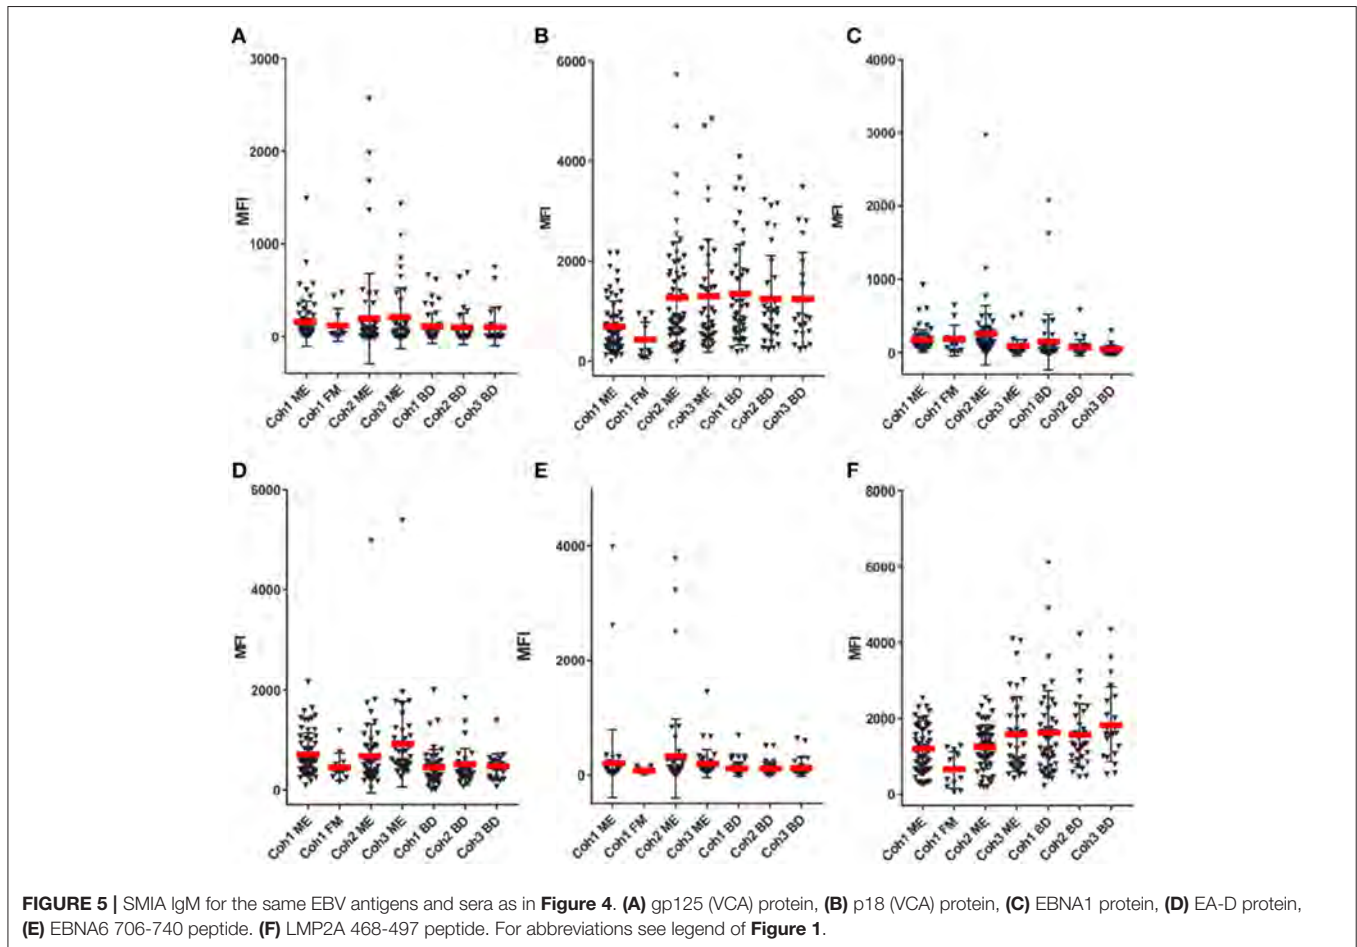 A
3000
2000
1000
0
MFI
Coh1 ME
Coh1 FM
Coh2 ME
Coh3 ME
Coh1 BD
Coh2 BD
Coh3 BD
B
6000
4000
2000
0
MFI
Coh1 ME
Coh1 FM
Coh2 ME
Coh3 ME
Coh1 BD
Coh2 BD
Coh3 BD
C
4000
3000
2000
1000
0
MFI
Coh1 ME
Coh1 FM
Coh2 ME
Coh3 ME
Coh1 BD
Coh2 BD
Coh3 BD
D
6000
4000
2000
0
MFI
Coh1 ME
Coh1 FM
Coh2 ME
Coh3 ME
Coh1 BD
Coh2 BD
Coh3 BD
E
4000
2000
0
MFI
Coh1 ME
Coh1 FM
Coh2 ME
Coh3 ME
Coh1 BD
Coh2 BD
Coh3 BD
F
8000
6000
4000
2000
0
MFI
Coh1 ME
Coh1 FM
Coh2 ME
Coh3 ME
Coh1 BD
Coh2 BD
Coh3 BD
FIGURE 5 | SMIA IgM for the same EBV antigens and sera as in Figure 4. (A) gp125 (VCA) protein, (B) p18 (VCA) protein, (C) EBNA1 protein, (D) EA-D protein,
(E) EBNA6 706-740 peptide. (F) LMP2A 468-497 peptide. For abbreviations see legend of Figure 1.